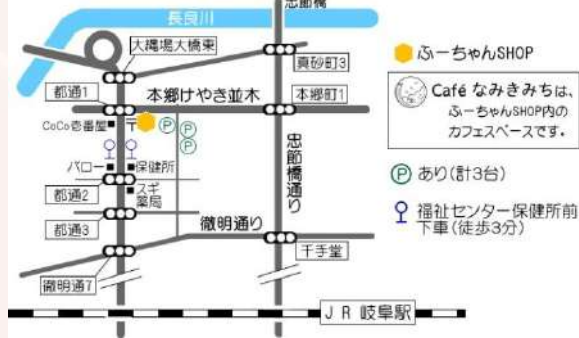 忠節橋
長良川
大縄場大橋東
真砂町3
都通1
本郷けやき並木
本郷町1
CoCo壱番屋
〒
P
P
P
バロー
保健所
都通2
スギ
薬局
忠節橋通り
都通3
徹明通り
千手堂
徹明通7
JR 岐阜駅
ふーちゃんSHOP
Café なみきみちは、
ふーちゃんSHOP内の
カフェスペースです。
P あり(計3台)
福祉センター保健所前
下車(徒歩3分)